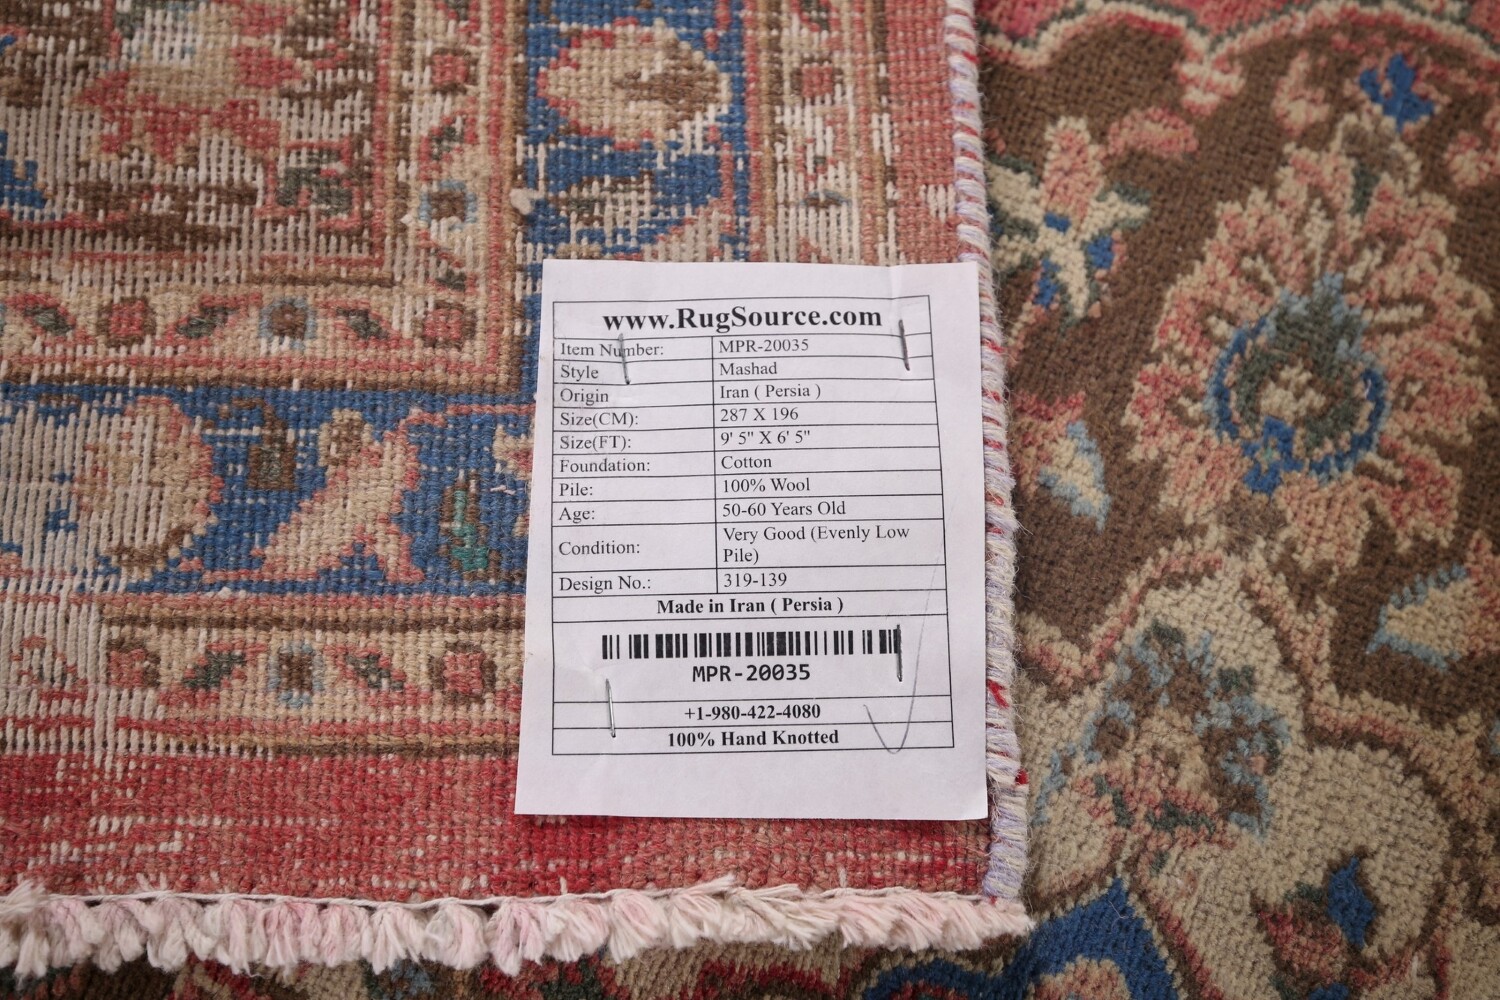 www.RugSource.com
Item Number: MPR-20035
Style Mashad
Origin Iran ( Persia )
Size(CM): 287 X 196
Size(FT): 9' 5" X 6' 5"
Foundation: Cotton
Pile: 100% Wool
Age: 50-60 Years Old
Condition: Very Good (Evenly Low
Pile)
Design No.: 319-139
Made in Iran ( Persia )
MPR-20035
+1-980-422-4080
100% Hand Knotted